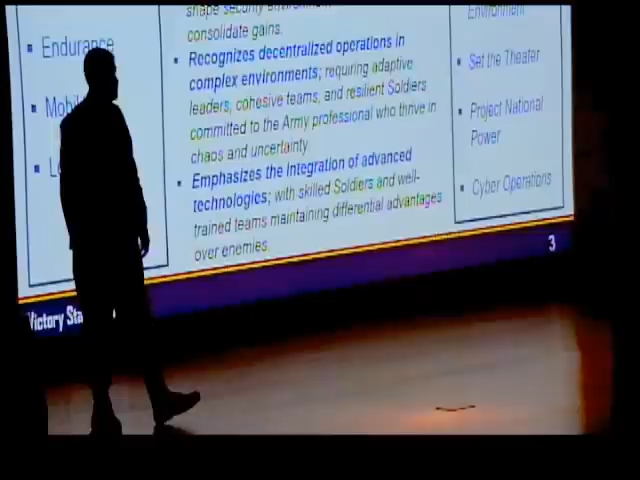 shape security
consolidate gains.
Recognizes decentralized operations in
complex environments; requiring adaptive
leaders, cohesive teams, and resilient Soldiers
committed to the Army professional who thrive in
chaos and uncertainty.
Emphasizes the integration of advanced
technologies; with skilled Soldiers and well-
trained teams maintaining differential advantages
over enemies.
Endurance
Environment
Set the Theater
Project National
Power
Cyber Operations
3
Victory